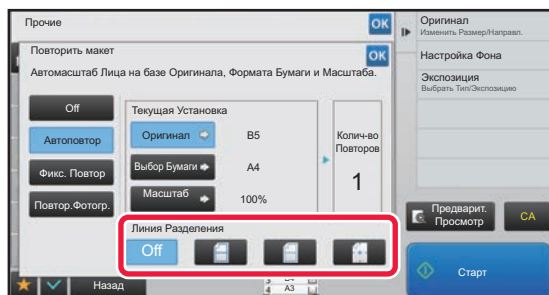 Прочие
OK
Повторить макет
OK
Автомасштаб Лица на базе Оригинала, Формата Бумаги и Масштаба.
Off
Автоповтор
Фикс. Повтор
Повтор.Фотогр.
Текущая Установка
Оригинал
B5
Выбор Бумаги
A4
Масштаб
100%
Колич-во
Повторов
1
Линия Разделения
Off
Назад
4 A3
Оригинал
Изменить Размер/Направл.
Настройка Фона
Экспозиция
Выбрать Тип/Экспозицию
Предварит.
Просмотр
CA
Старт